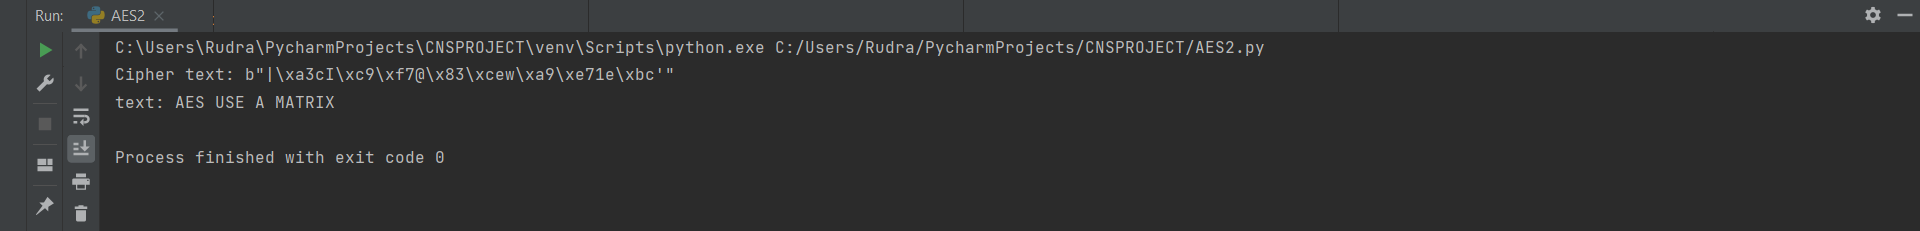 Run: AES2
C:\Users\Rudra\PycharmProjects\CNSPROJECT\venv\Scripts\python.exe C:/Users/Rudra/PycharmProjects/CNSPROJECT/AES2.py
Cipher text: b"|\xa3cI\xc9\xf7@\x83\xcew\xa9\xe71e\xbc'"
text: AES USE A MATRIX
Process finished with exit code 0